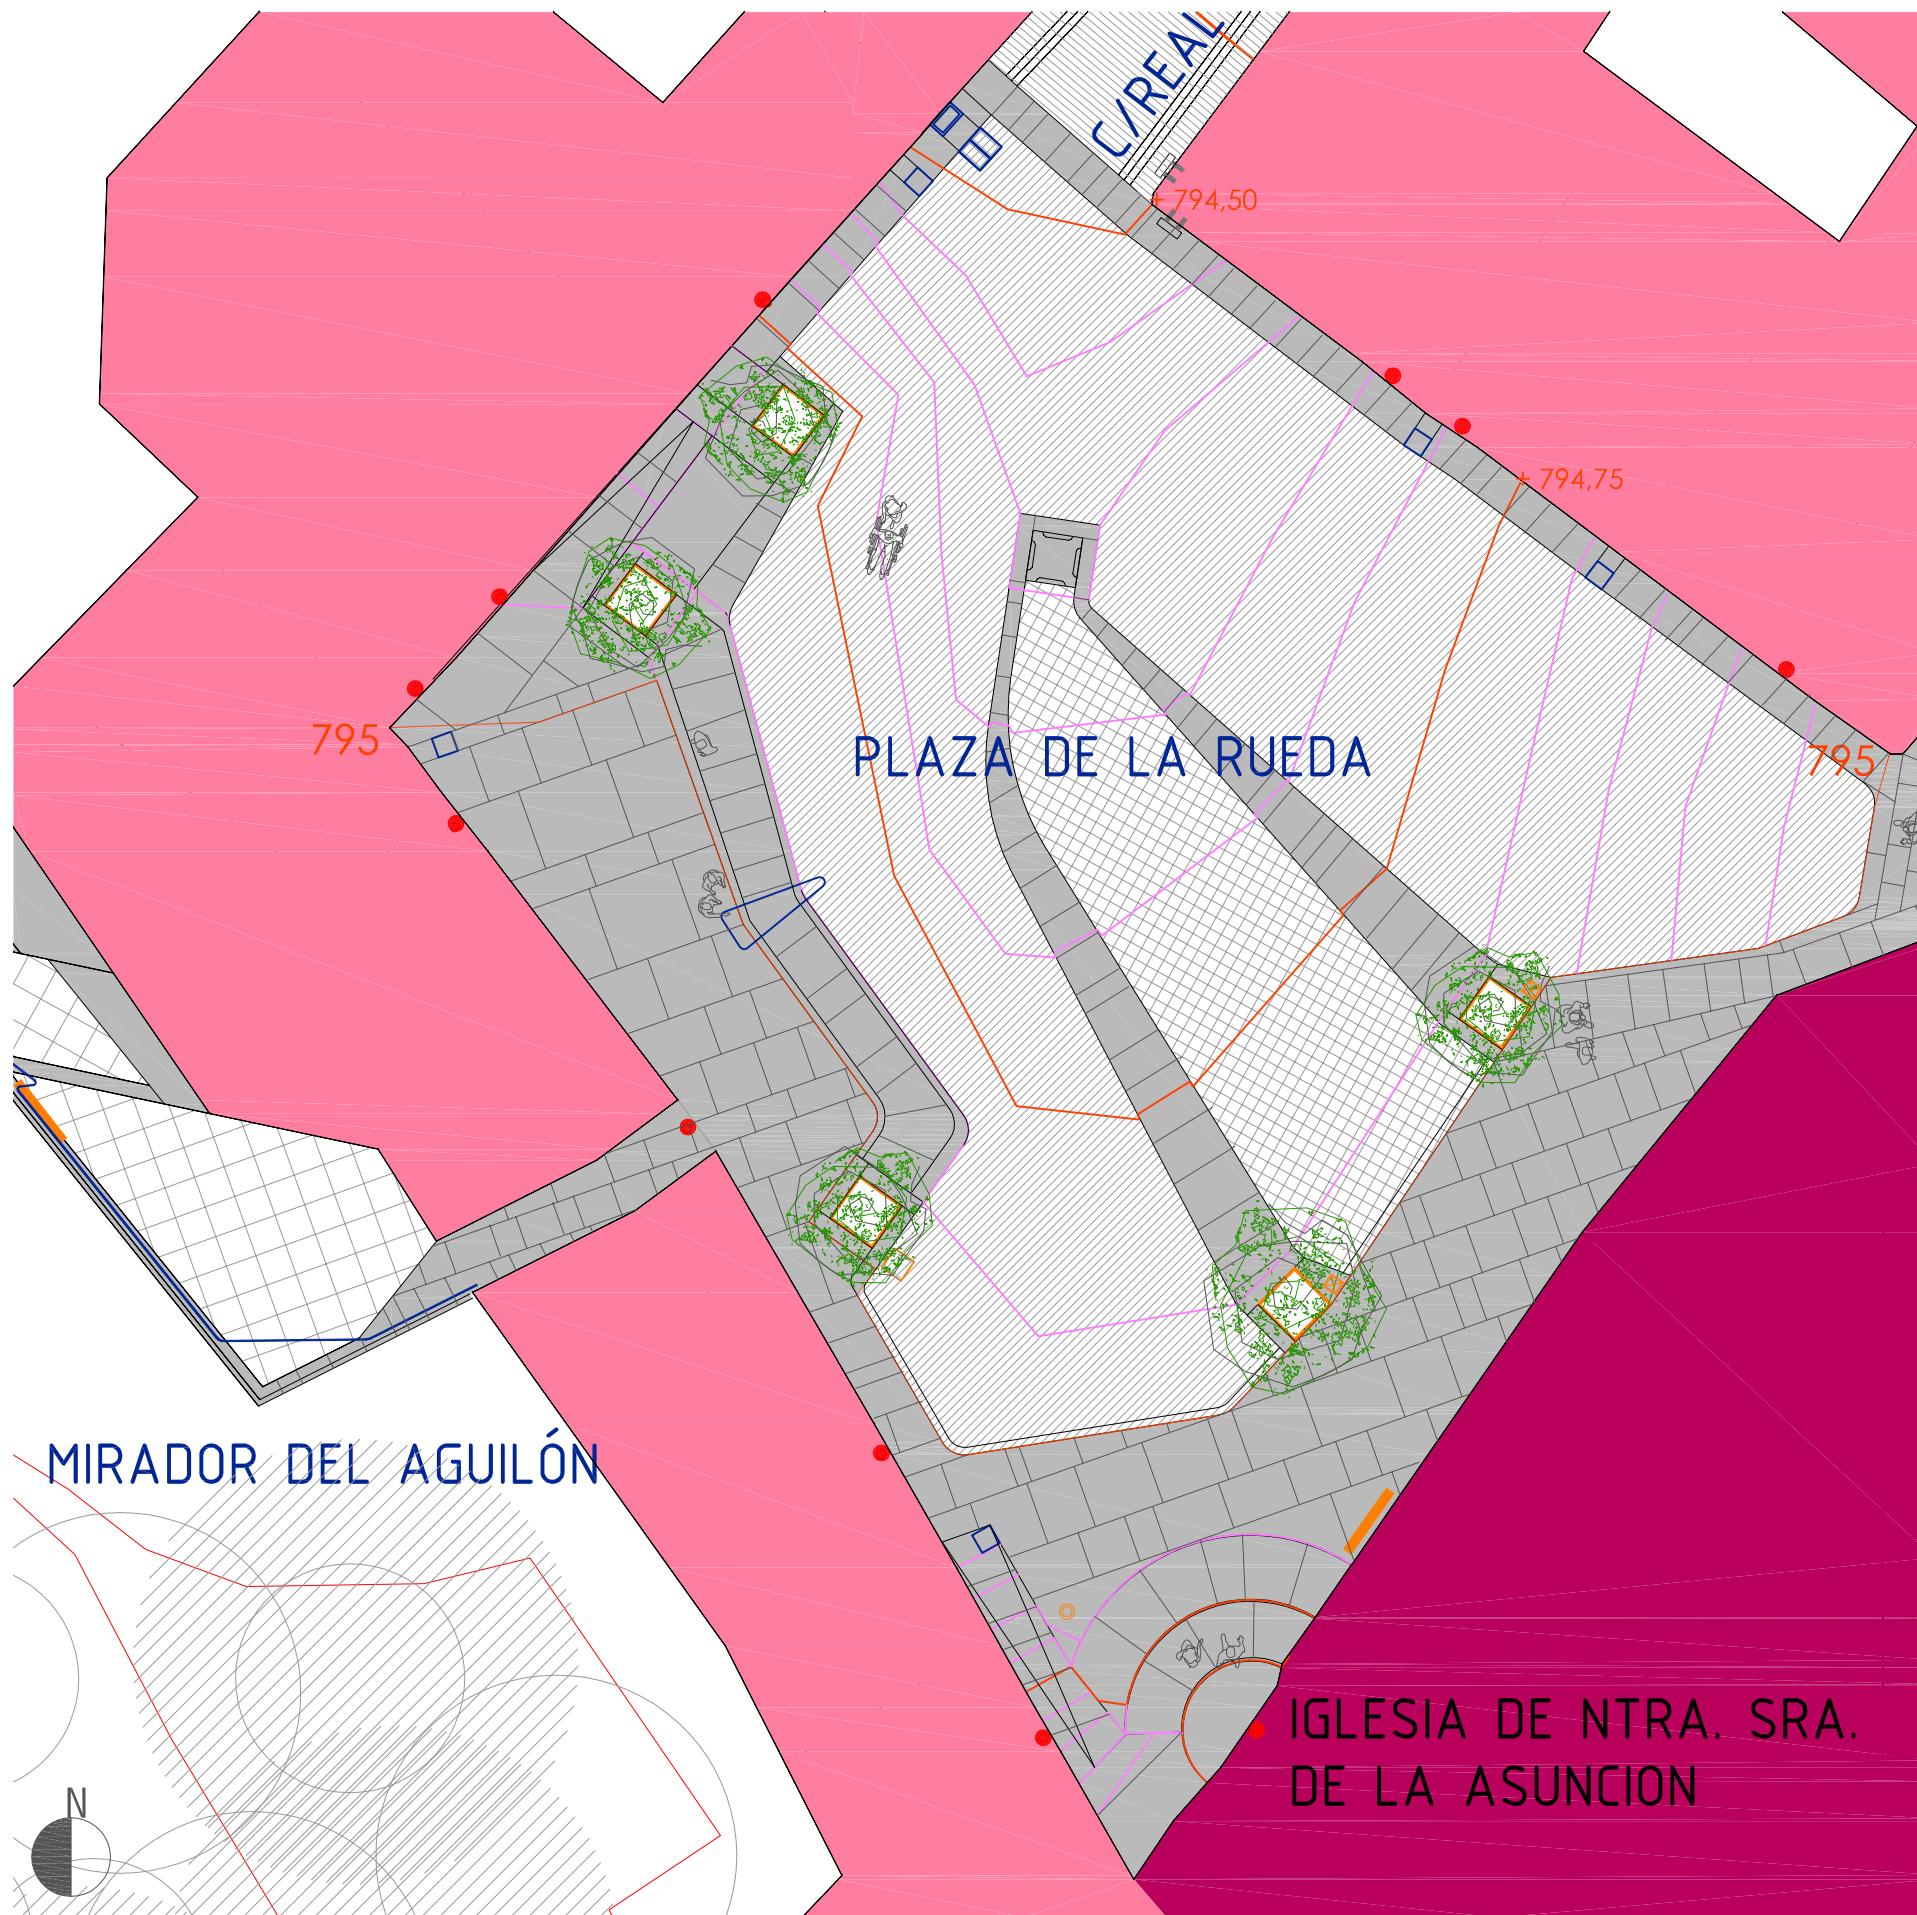 C/REAL
+ 794,50
+ 794,75
795
PLAZA DE LA RUEDA
795
MIRADOR DEL AGUILÓN
IGLESIA DE NTRA. SRA.
DE LA ASUNCION
N